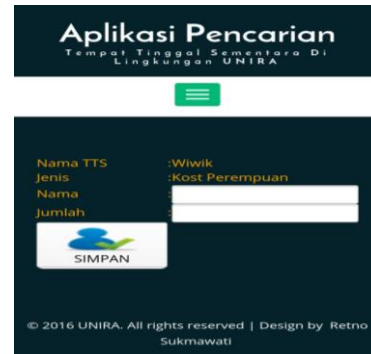 Aplikasi Pencarian
Tempat Tinggal Sementara Di
Lingkungan UNIRA
Nama TTS :Wiwik
Jenis :Kost Perempuan
Nama :
Jumlah :
SIMPAN
© 2016 UNIRA. All rights reserved | Design by Retno
Sukmawati